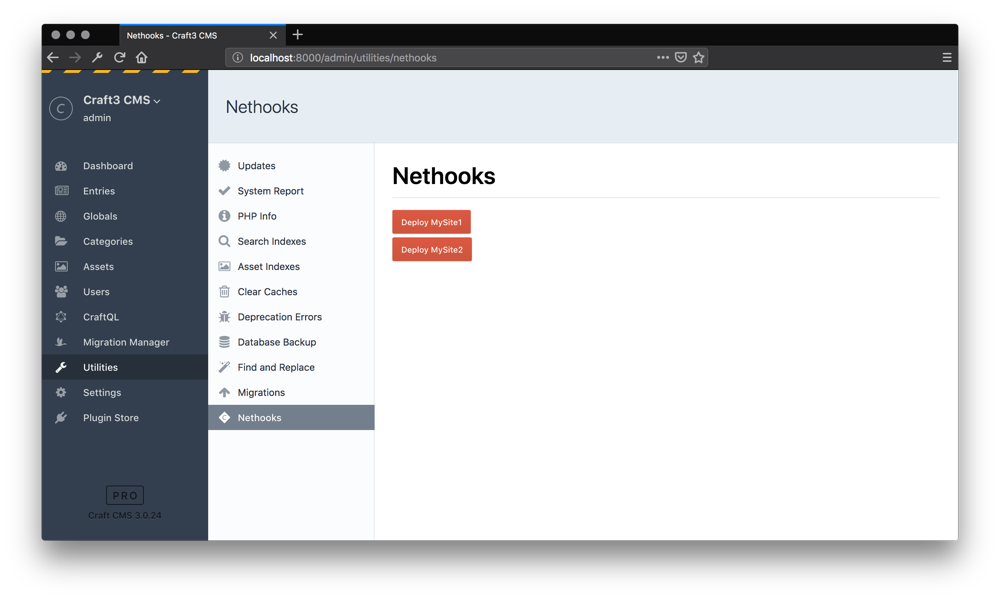 Nethooks - Craft3 CMS
localhost:8000/admin/utilities/nethooks
C
Craft3 CMS
admin
Dashboard
Entries
Globals
Categories
Assets
Users
CraftQL
Migration Manager
Utilities
Settings
Plugin Store
PRO
Craft CMS 3.0.24
Nethooks
Updates
System Report
PHP Info
Search Indexes
Asset Indexes
Clear Caches
Deprecation Errors
Database Backup
Find and Replace
Migrations
Nethooks
Nethooks
Deploy MySite1
Deploy MySite2